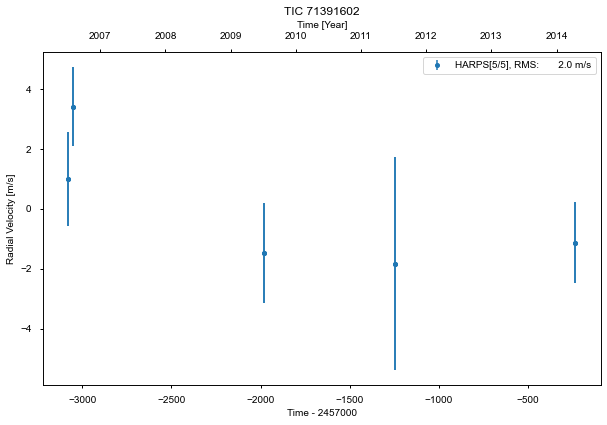 TIC 71391602
Time [Year]
2007 2008 2009 2010 2011 2012 2013 2014
HARPS[5/5], RMS: 2.0 m/s
Radial Velocity [m/s]
4
2
0
−2
−4
−3000 −2500 −2000 −1500 −1000 −500
Time - 2457000